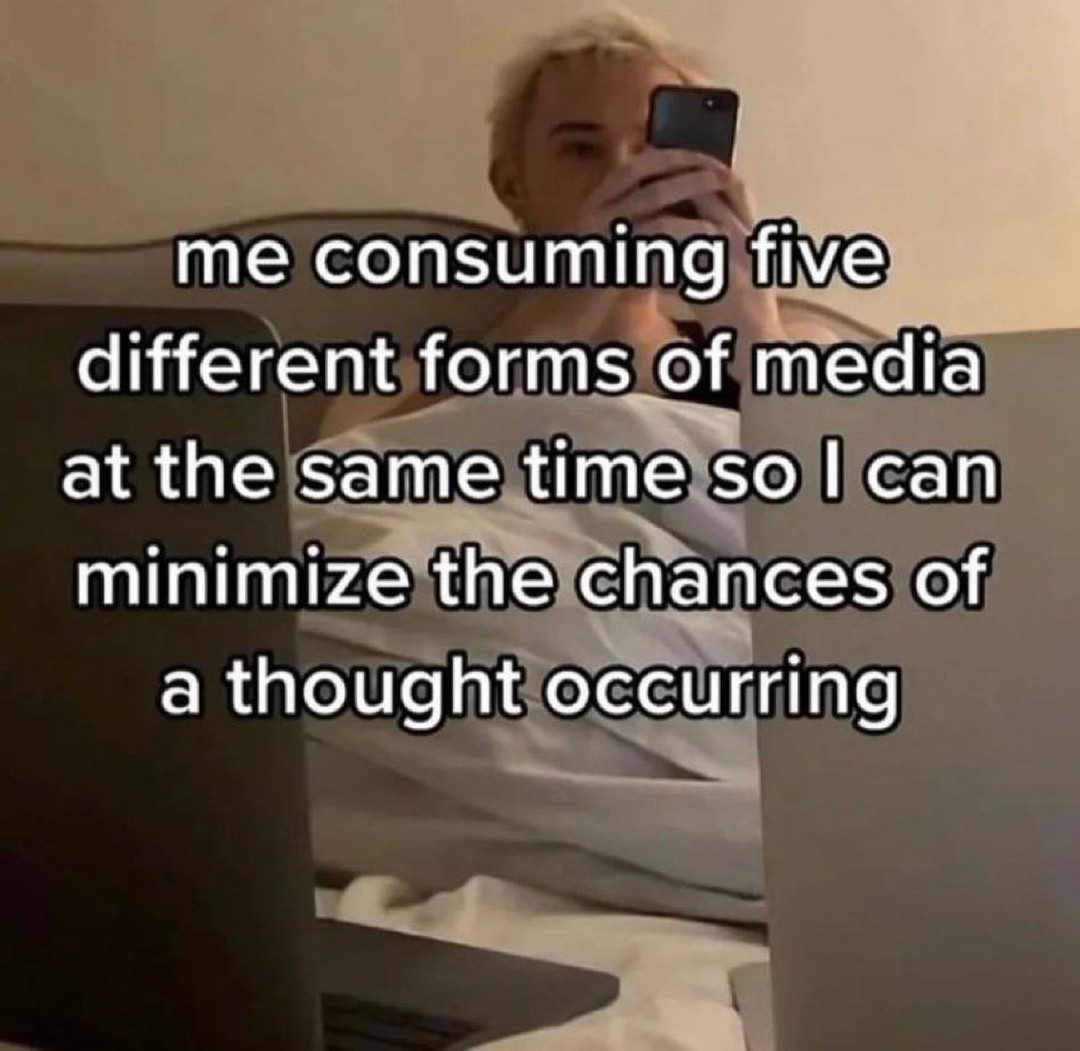 me consuming five
different forms of media
at the same time so I can
minimize the chances of
a thought occurring